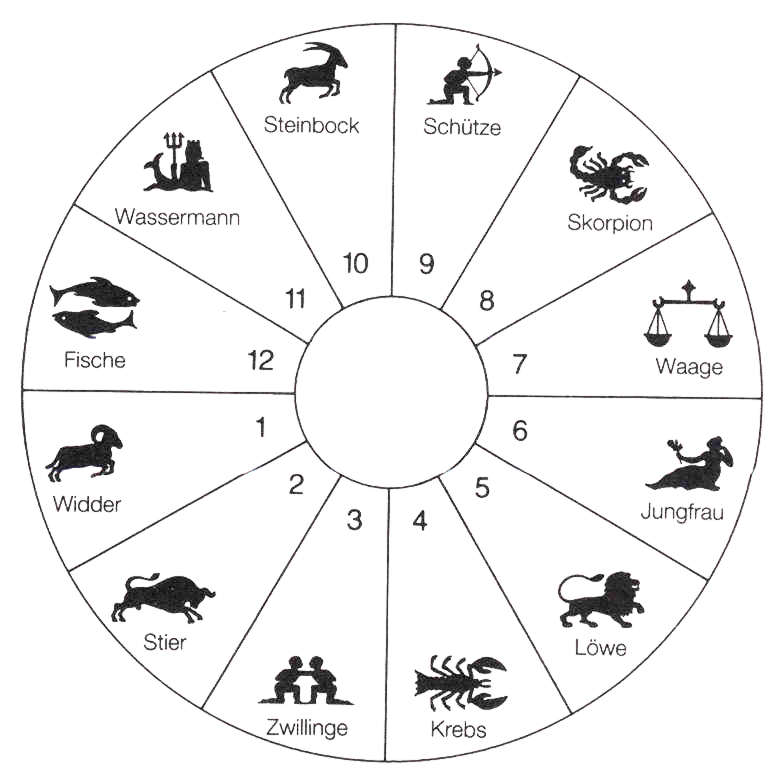 Steinbock
Schütze
Wassermann
Skorpion
10
9
11
8
Fische
12
7
Waage
1
6
Widder
2
5
Jungfrau
3
4
Stier
Löwe
Zwillinge
Krebs